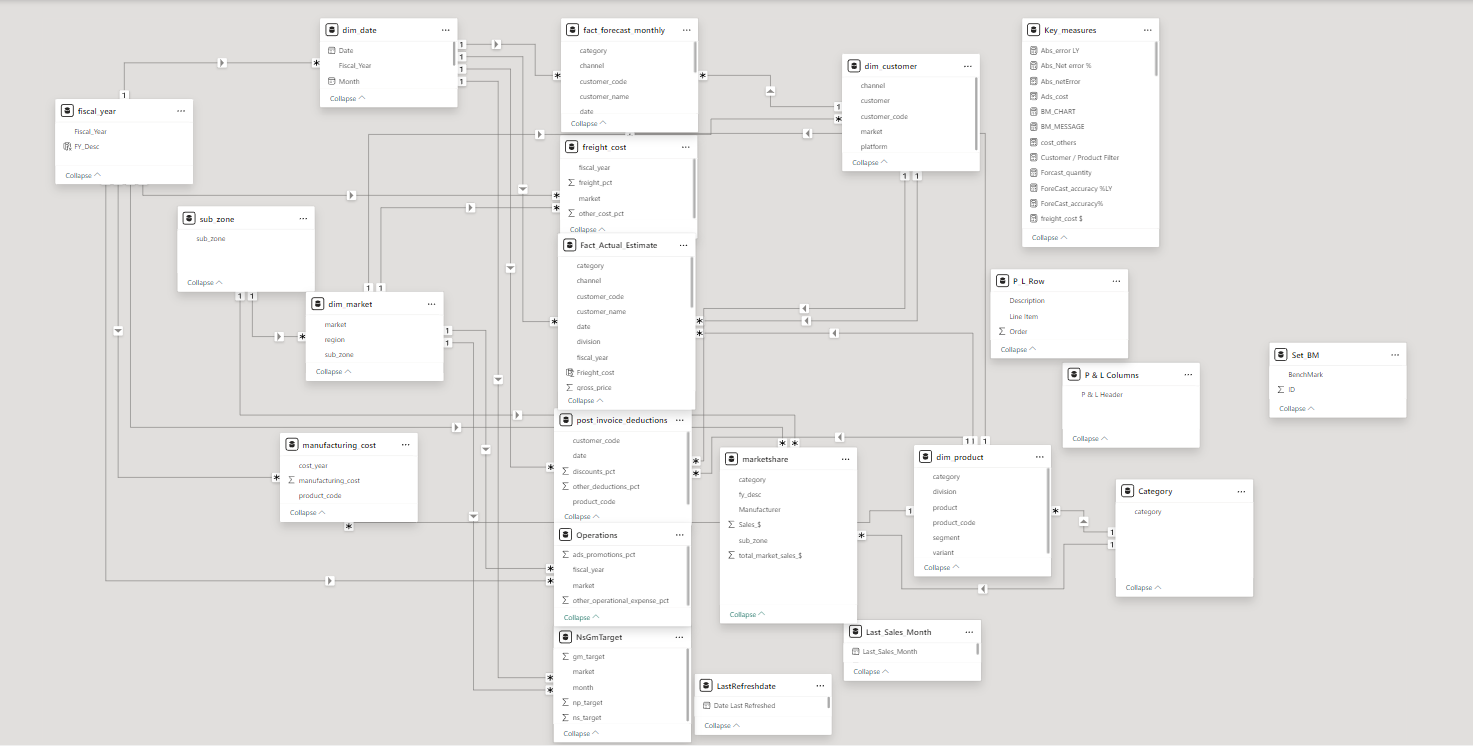 dim_date
Date
Fiscal_Year
Month
Collapse
fact_forecast_monthly
category
channel
customer_code
customer_name
date
Collapse
dim_customer
channel
customer
customer_code
market
platform
Collapse
Key_measures
Abs_error LY
Abs_Net error %
Abs_netError
Ads_cost
BM_CHART
BM_MESSAGE
cost_others
Customer / Product Filter
Forcast_quantity
ForeCast_accuracy %LY
ForeCast_accuracy%
freight_cost $
Collapse
fiscal_year
Fiscal_Year
FY_Desc
Collapse
freight_cost
fiscal_year
freight_pct
market
other_cost_pct
Collapse
sub_zone
sub_zone
Collapse
Fact_Actual_Estimate
category
channel
customer_code
customer_name
date
division
fiscal_year
Frieght_cost
gross_price
Collapse
dim_market
market
region
sub_zone
Collapse
P_L_Row
Description
Line Item
Order
Collapse
P & L Columns
P & L Header
Collapse
Set_BM
BenchMark
ID
Collapse
manufacturing_cost
cost_year
manufacturing_cost
product_code
Collapse
post_invoice_deductions
customer_code
date
discounts_pct
other_deductions_pct
product_code
Collapse
marketshare
category
fy_desc
Manufacturer
Sales_$
sub_zone
total_market_sales_$
Collapse
dim_product
category
division
product
product_code
segment
variant
Collapse
Category
category
Collapse
Operations
ads_promotions_pct
fiscal_year
market
other_operational_expense_pct
Collapse
NsGmTarget
gm_target
market
month
np_target
ns_target
Collapse
Last_Sales_Month
Last_Sales_Month
Collapse
LastRefreshdate
Date Last Refreshed
Collapse